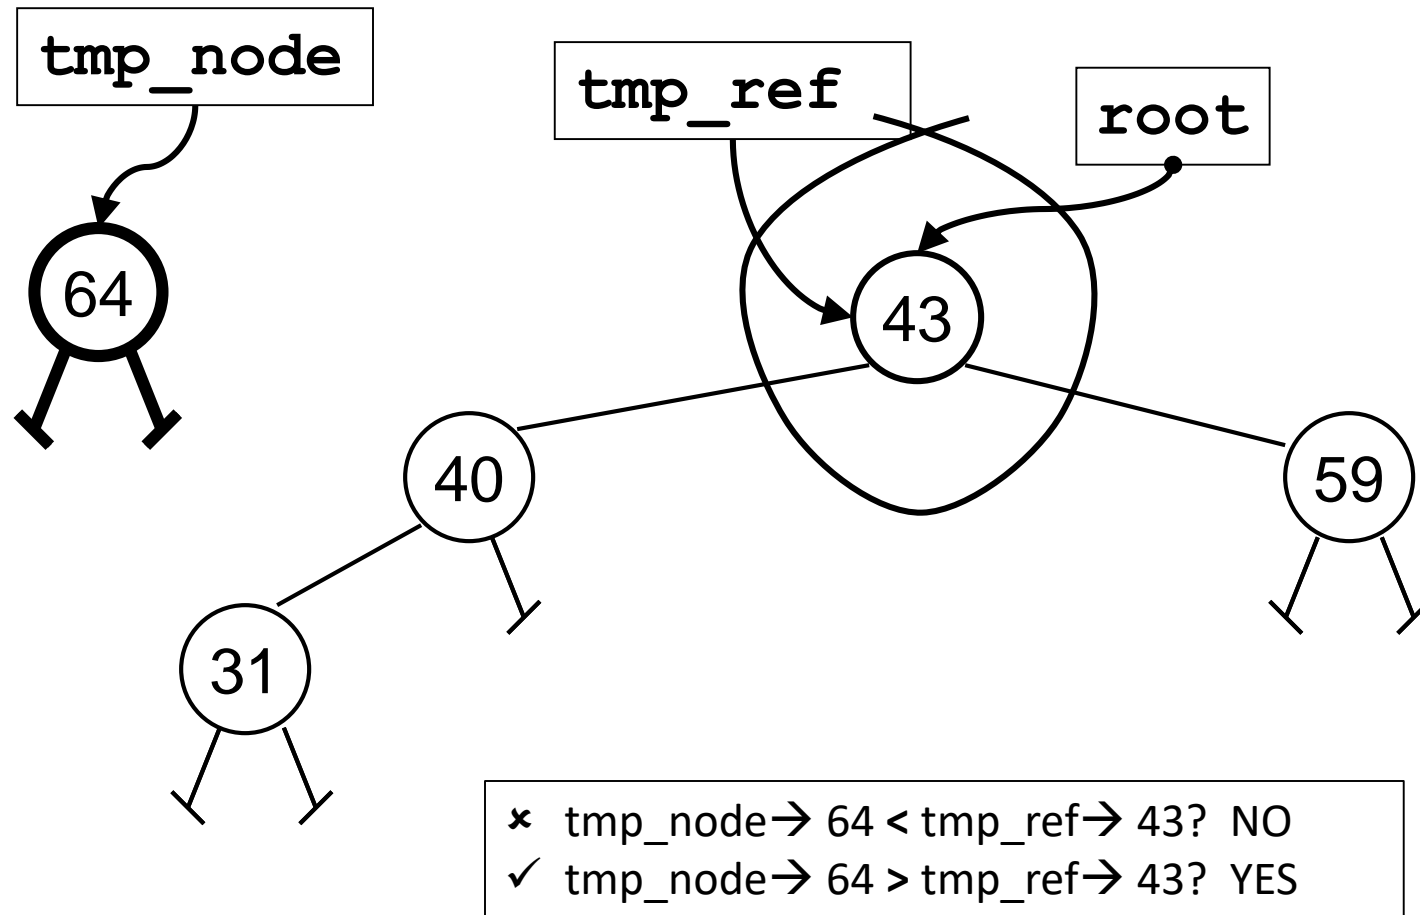 tmp_node
tmp_ref
root
64
43
40
59
31
× tmp_node→ 64 < tmp_ref→ 43? NO
✓ tmp_node→ 64 > tmp_ref→ 43? YES